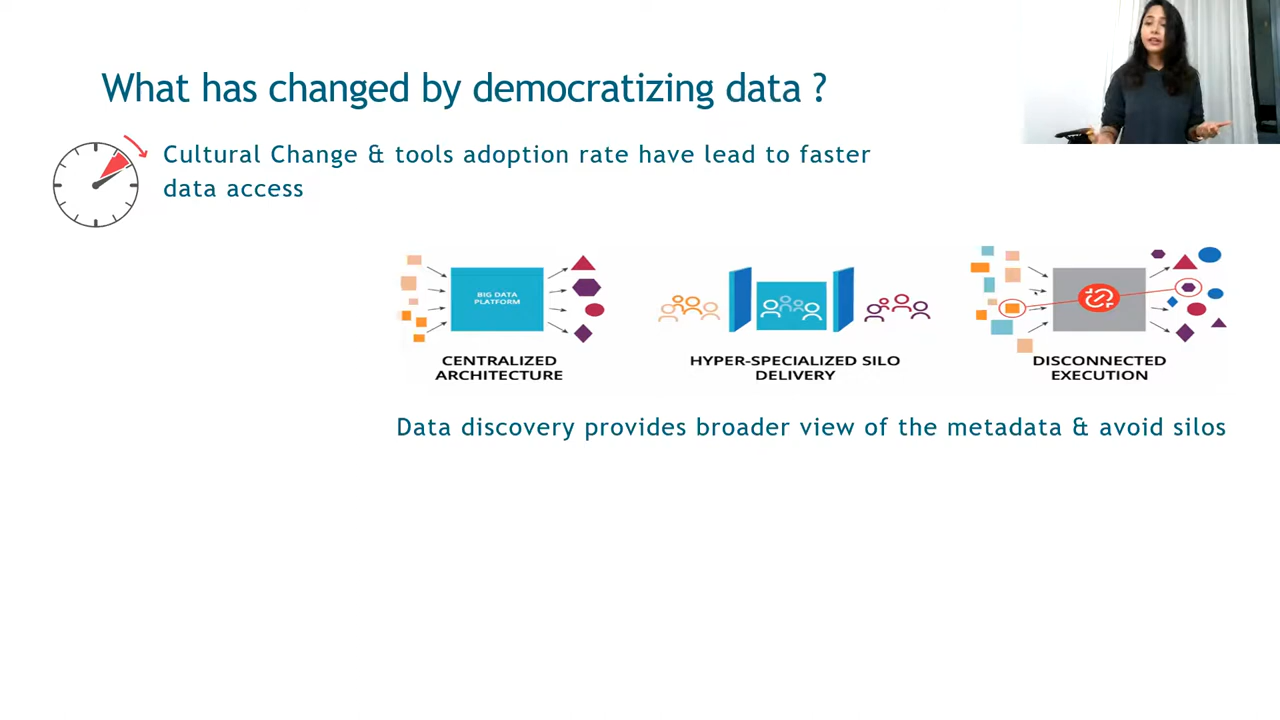 What has changed by democratizing data ?
Cultural Change & tools adoption rate have lead to faster
data access
BIG DATA
PLATFORM
CENTRALIZED
ARCHITECTURE
HYPER-SPECIALIZED SILO
DELIVERY
DISCONNECTED
EXECUTION
Data discovery provides broader view of the metadata & avoid silos